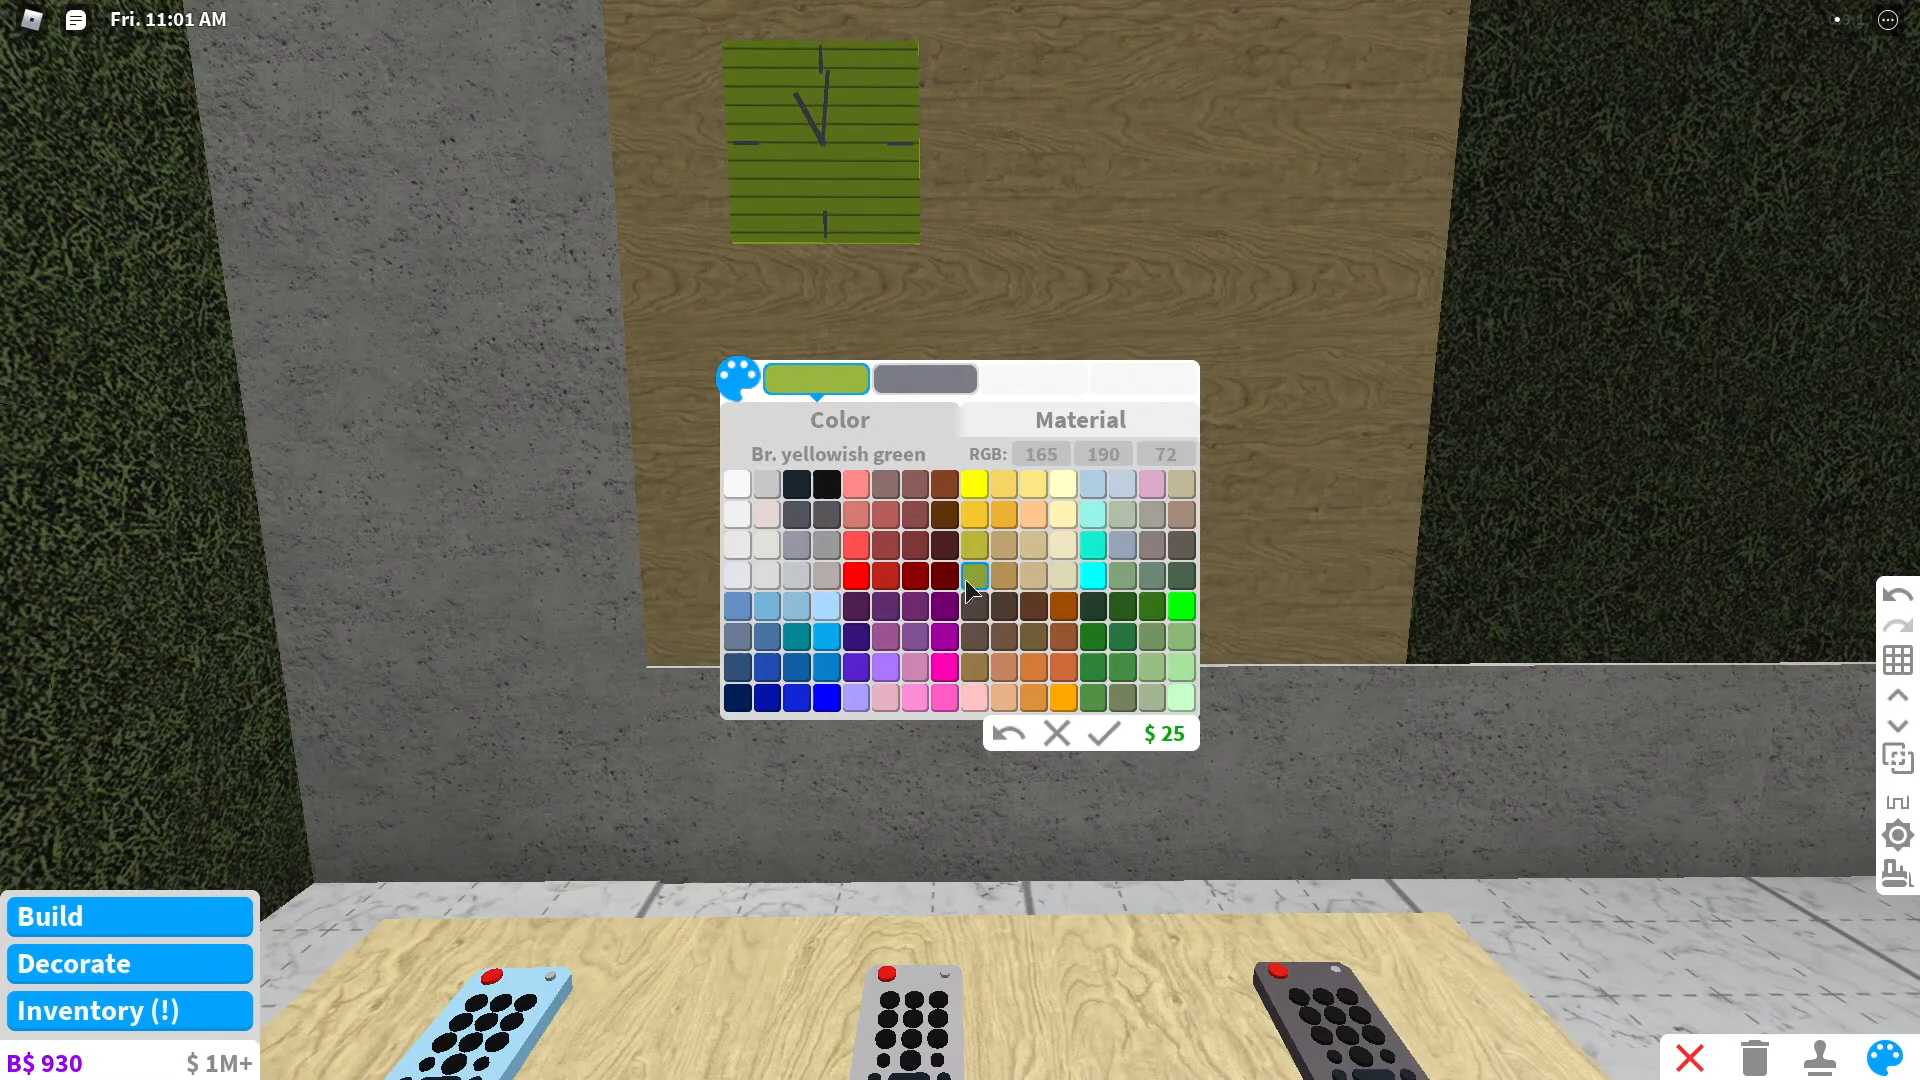 Fri. 11:01 AM
Color
Material
Br. yellowish green
RGB: 165 190 72
$ 25
Build
Decorate
Inventory (!)
B$ 930
$ 1M+